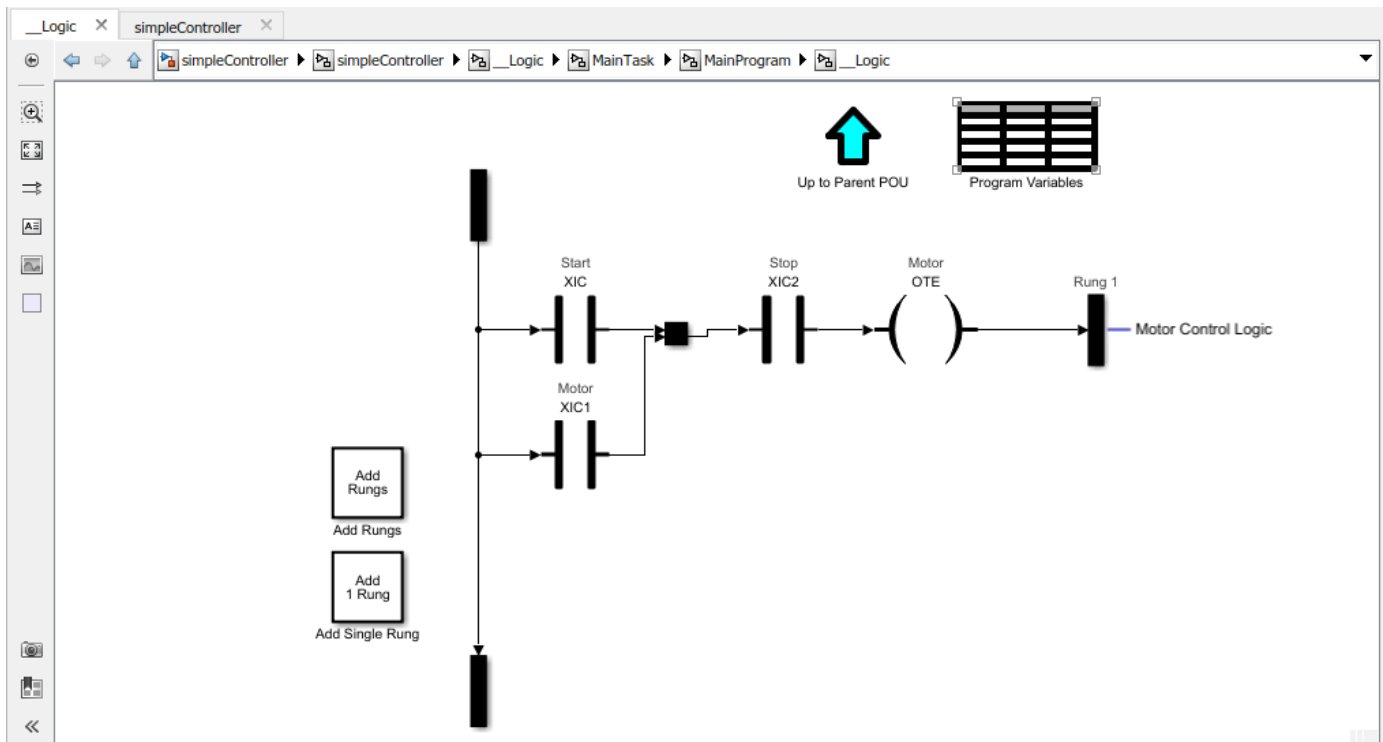 __Logic
simpleController
simpleController
simpleController
__Logic
MainTask
MainProgram
__Logic
Up to Parent POU
Program Variables
Start
XIC
Stop
XIC2
Motor
OTE
Rung 1
Motor Control Logic
Motor
XIC1
Add
Rungs
Add Rungs
Add
1 Rung
Add Single Rung